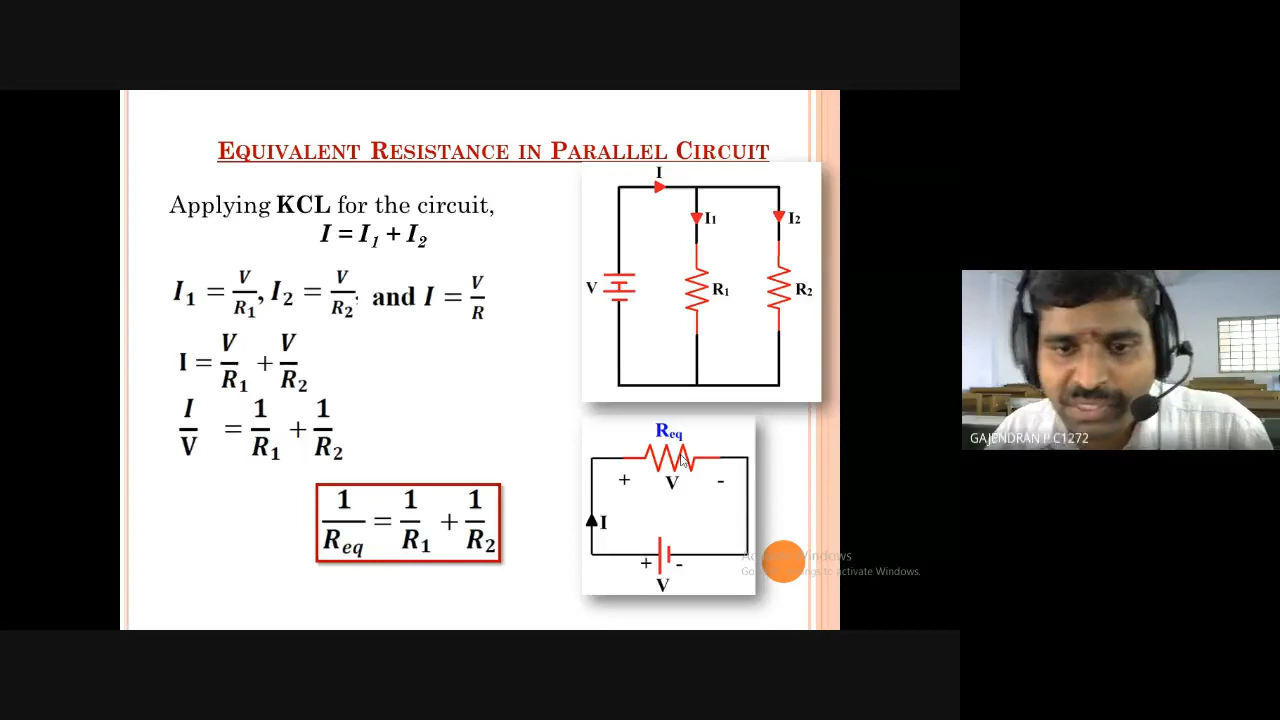 EQUIVALENT RESISTANCE IN PARALLEL CIRCUIT
Applying KCL for the circuit,
I = I₁ + I₂
I₁ = V/R₁, I₂ = V/R₂, and I = V/R
I = V/R₁ + V/R₂
I/V = 1/R₁ + 1/R₂
1/Req = 1/R₁ + 1/R₂
I
I₁
I₂
V
R₁
R₂
Req
+ V -
I
+ -
V
GAJENDRAN